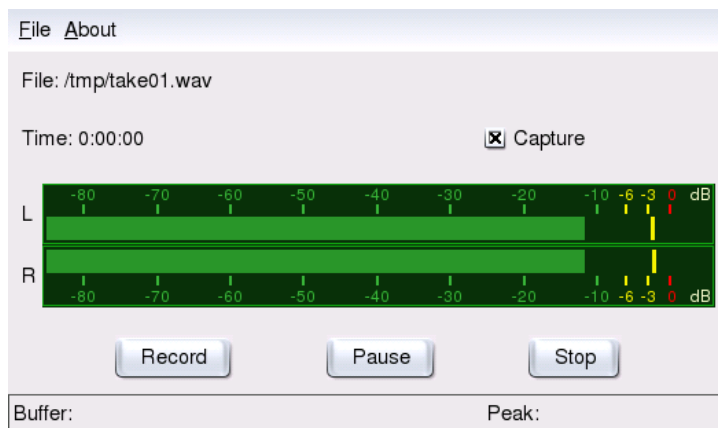 File About
File: /tmp/take01.wav
Time: 0:00:00 Capture
-80 -70 -60 -50 -40 -30 -20 -10 -6 -3 0 dB
L
R
-80 -70 -60 -50 -40 -30 -20 -10 -6 -3 0 dB
Record Pause Stop
Buffer: Peak: